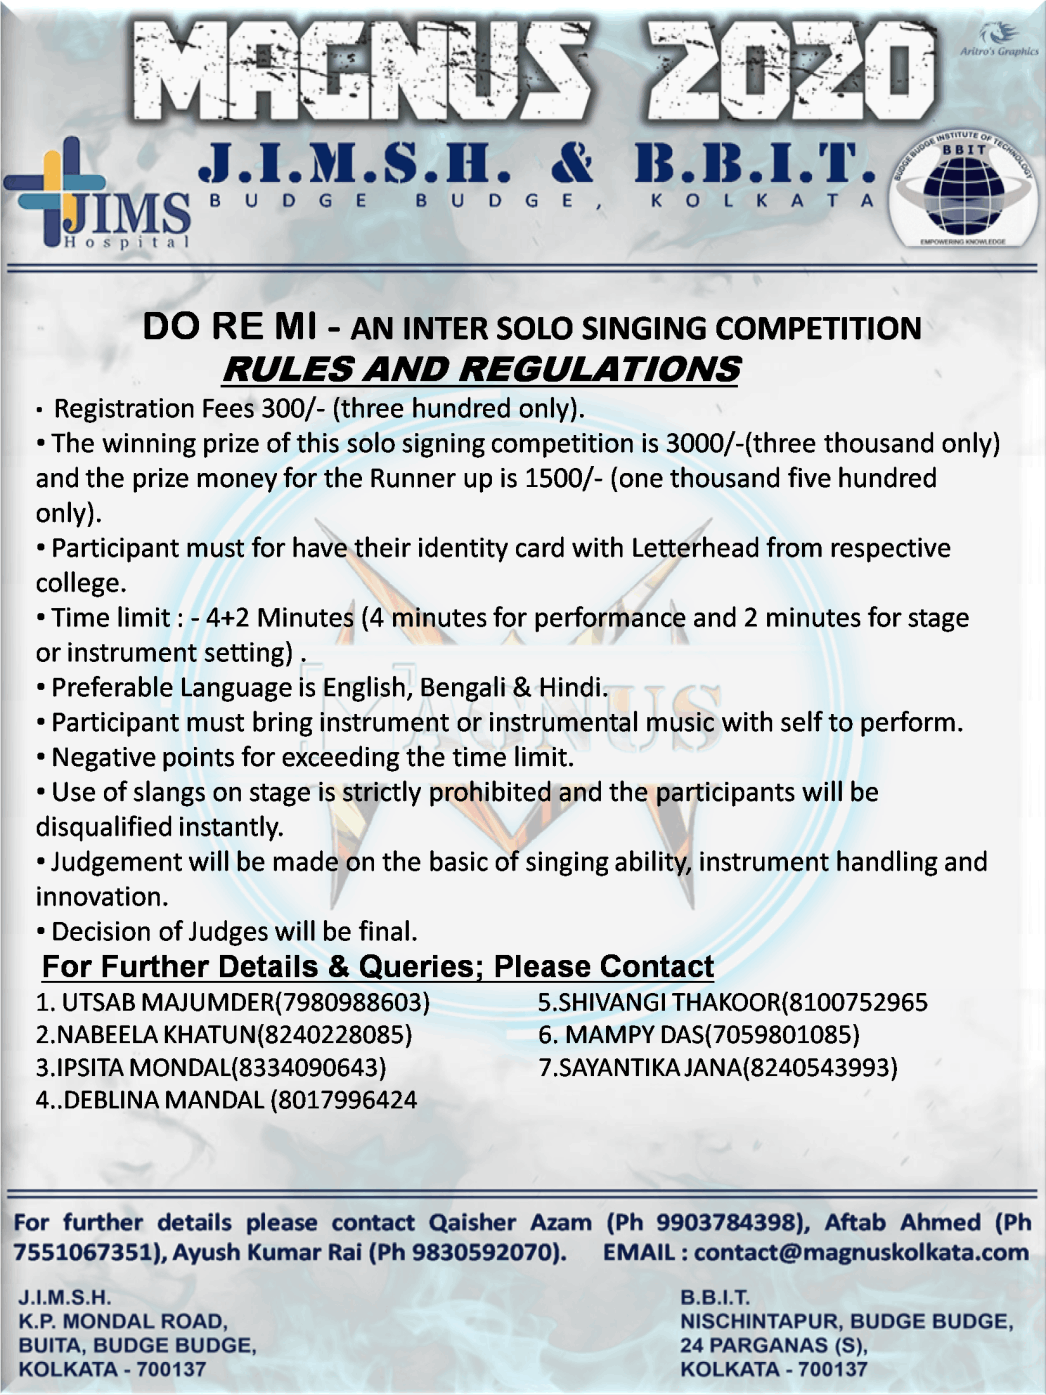 MAGNUS 2020
Aritro's Graphics
J.I.M.S.H. & B.B.I.T.
BUDGE BUDGE, KOLKATA
JIMS
Hospital
BUDGE BUDGE INSTITUTE OF TECHNOLOGY
BBIT
EMPOWERING KNOWLEDGE
DO RE MI - AN INTER SOLO SINGING COMPETITION
RULES AND REGULATIONS
• Registration Fees 300/- (three hundred only).
• The winning prize of this solo signing competition is 3000/-(three thousand only)
and the prize money for the Runner up is 1500/- (one thousand five hundred
only).
• Participant must for have their identity card with Letterhead from respective
college.
• Time limit : - 4+2 Minutes (4 minutes for performance and 2 minutes for stage
or instrument setting) .
• Preferable Language is English, Bengali & Hindi.
• Participant must bring instrument or instrumental music with self to perform.
• Negative points for exceeding the time limit.
• Use of slangs on stage is strictly prohibited and the participants will be
disqualified instantly.
• Judgement will be made on the basic of singing ability, instrument handling and
innovation.
• Decision of Judges will be final.
MAGNUS
For Further Details & Queries; Please Contact
1. UTSAB MAJUMDER(7980988603)
2.NABEELA KHATUN(8240228085)
3.IPSITA MONDAL(8334090643)
4..DEBLINA MANDAL (8017996424
5.SHIVANGI THAKOOR(8100752965
6. MAMPY DAS(7059801085)
7.SAYANTIKA JANA(8240543993)
For further details please contact Qaisher Azam (Ph 9903784398), Aftab Ahmed (Ph
7551067351), Ayush Kumar Rai (Ph 9830592070). EMAIL : contact@magnuskolkata.com
J.I.M.S.H.
K.P. MONDAL ROAD,
BUITA, BUDGE BUDGE,
KOLKATA - 700137
B.B.I.T.
NISCHINTAPUR, BUDGE BUDGE,
24 PARGANAS (S),
KOLKATA - 700137